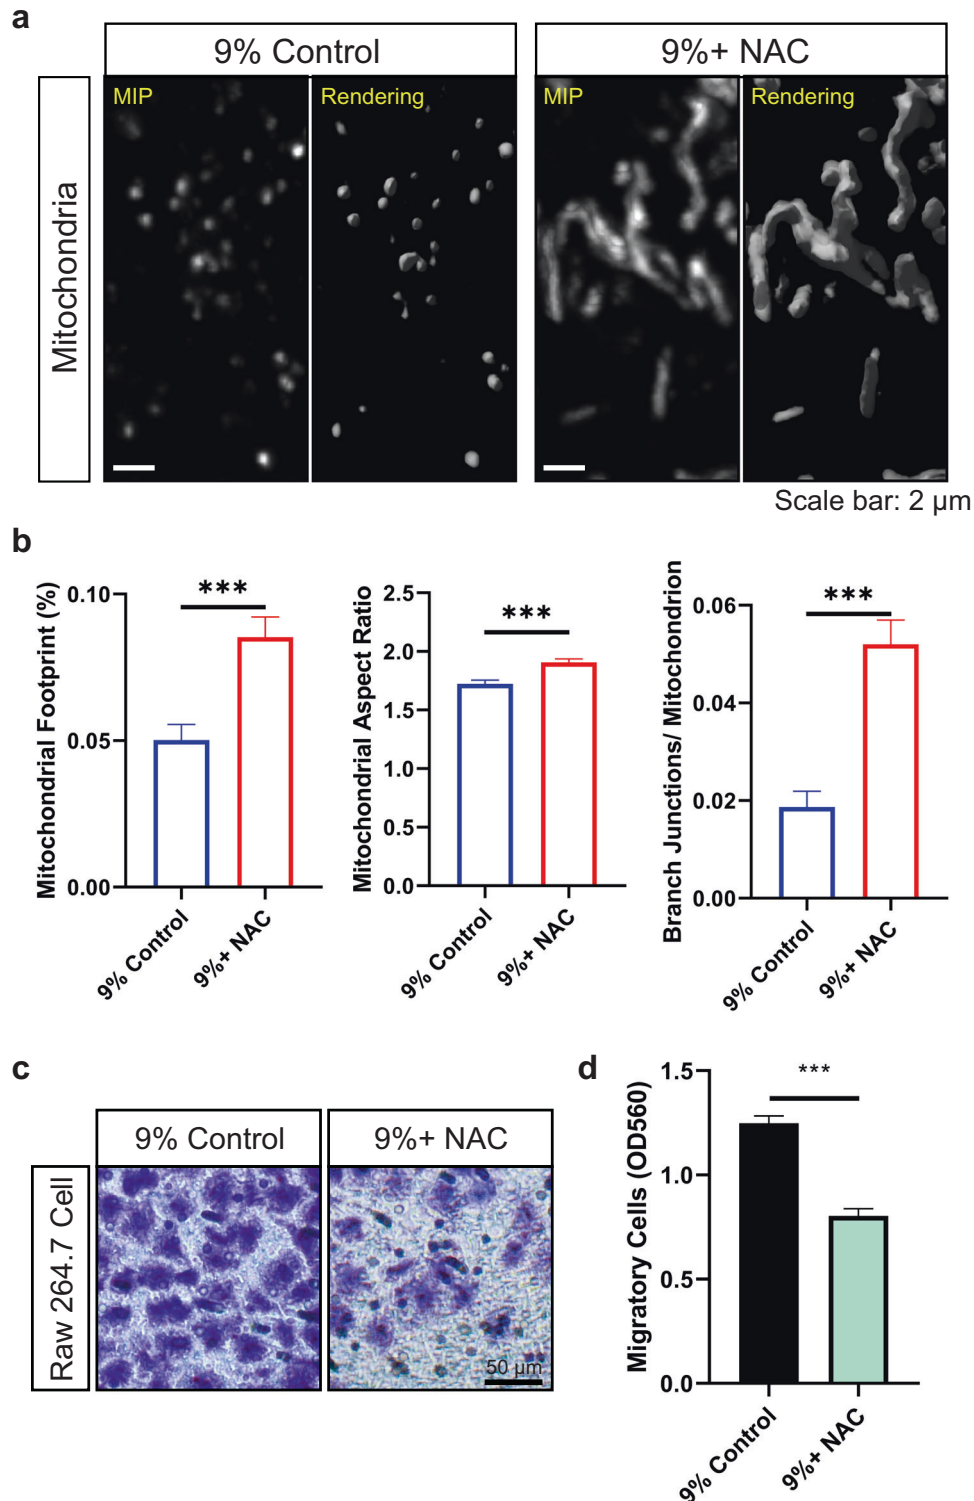 a
9% Control
9%+ NAC
Mitochondria
MIP
Rendering
MIP
Rendering
Scale bar: 2 μm
b
Mitochondrial Footprint (%)
0.10
0.05
0.00
***
9% Control
9%+ NAC
Mitochondrial Aspect Ratio
2.5
2.0
1.5
1.0
0.5
0.0
***
9% Control
9%+ NAC
Branch Junctions/ Mitochondrion
0.06
0.04
0.02
0.00
***
9% Control
9%+ NAC
c
9% Control
9%+ NAC
Raw 264.7 Cell
50 μm
d
Migratory Cells (OD560)
1.5
1.0
0.5
0.0
***
9% Control
9%+ NAC